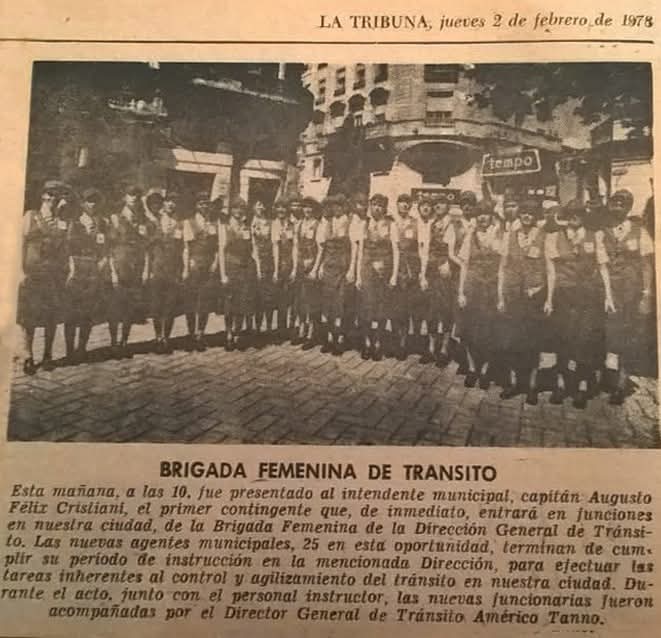 LA TRIBUNA, jueves 2 de febrero de 1978
tempo
BRIGADA FEMENINA DE TRANSITO
Esta mañana, a las 10, fue presentado al intendente municipal, capitán Augusto
Félix Cristiani, el primer contingente que, de inmediato, entrará en funciones
en nuestra ciudad, de la Brigada Femenina de la Dirección General de Tránsi-
to. Las nuevas agentes municipales, 25 en esta oportunidad, terminan de cum-
plir su período de instrucción en la mencionada Dirección, para efectuar las
tareas inherentes al control y agilizamiento del tránsito en nuestra ciudad. Du-
rante el acto, junto con el personal instructor, las nuevas funcionarias fueron
acompañadas por el Director General de Tránsito Américo Tanno.